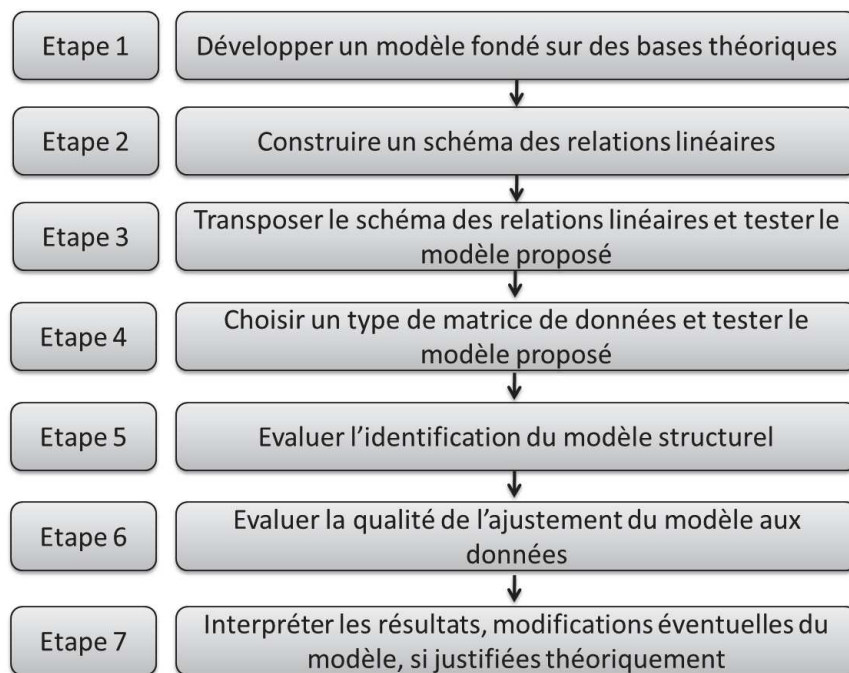 Etape 1
Développer un modèle fondé sur des bases théoriques
Etape 2
Construire un schéma des relations linéaires
Etape 3
Transposer le schéma des relations linéaires et tester le
modèle proposé
Etape 4
Choisir un type de matrice de données et tester le
modèle proposé
Etape 5
Evaluer l’identification du modèle structurel
Etape 6
Evaluer la qualité de l’ajustement du modèle aux
données
Etape 7
Interpréter les résultats, modifications éventuelles du
modèle, si justifiées théoriquement